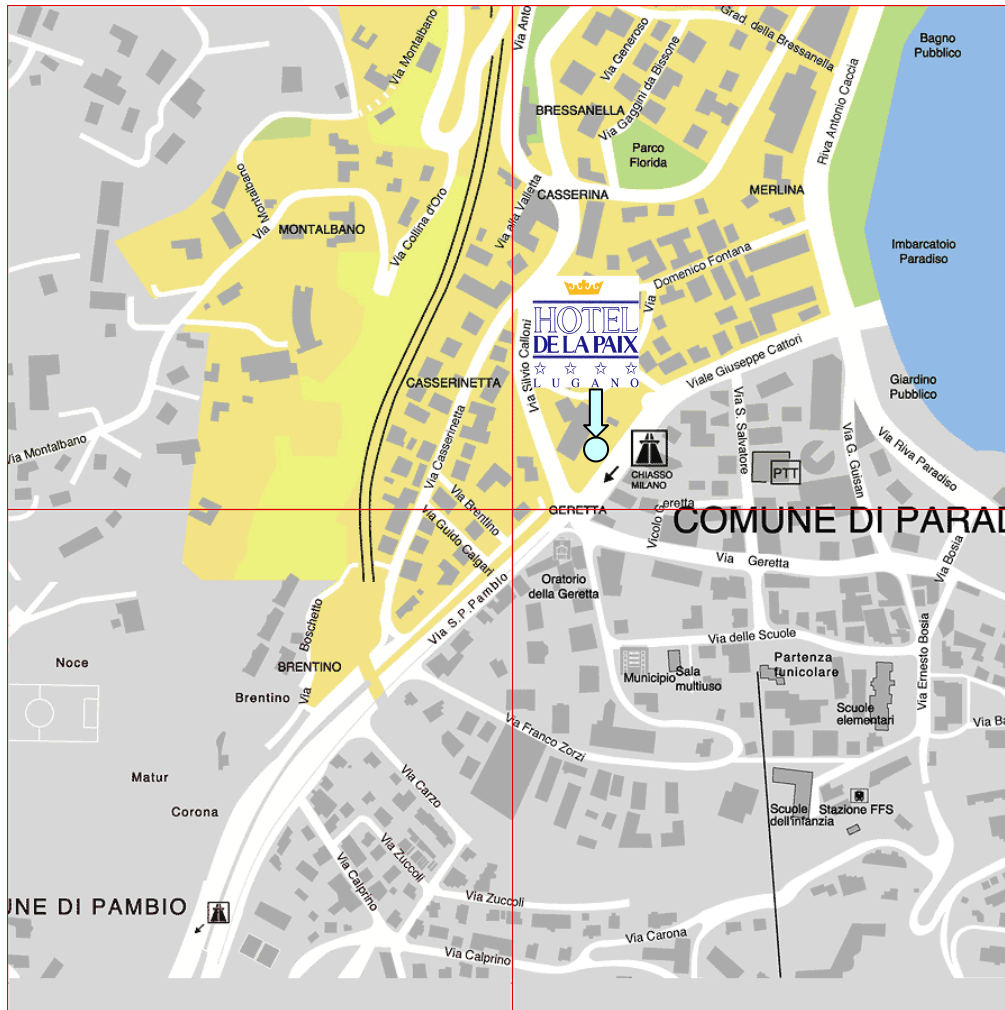 Grad. della Bressanella
Bagno
Pubblico
Via Anto
Via Montalbano
Via Generoso
Via Gaggini da Bissone
Riva Antonio Caccia
BRESSANELLA
Parco
Florida
Montalbano
Via
CASSERINA
MERLINA
MONTALBANO
Via Collina d'Oro
Via alla Valletta
Imbarcatoio
Paradiso
Via
Domenico Fontana
HOTEL
DE LA PAIX
LUGANO
Via Silvio Calloni
Viale Giuseppe Cattori
CASSERINETTA
Giardino
Pubblico
Via Casserinetta
Via S. Salvatore
Via G. Guisan
Via Riva Paradiso
Via Montalbano
CHIASSO
MILANO
PTT
Via Brentino
Via Guido Calgari
GERETTA
Vicolo Geretta
COMUNE DI PARAD
Via Geretta
Via Bosia
Via S.P.Pambio
Oratorio
della Geretta
Boschetto
Via
Via delle Scuole
Via Ernesto Bosia
Noce
BRENTINO
Brentino
Municipio
Sala
multiuso
Partenza
funicolare
Scuole
elementari
Via Franco Zorzi
Via Ba
Matur
Corona
Via Carzo
Scuole
dell'infanzia
Stazione FFS
Via Zuccoli
Via Calprino
Via Zuccoli
UNE DI PAMBIO
Via Carona
Via Calprino